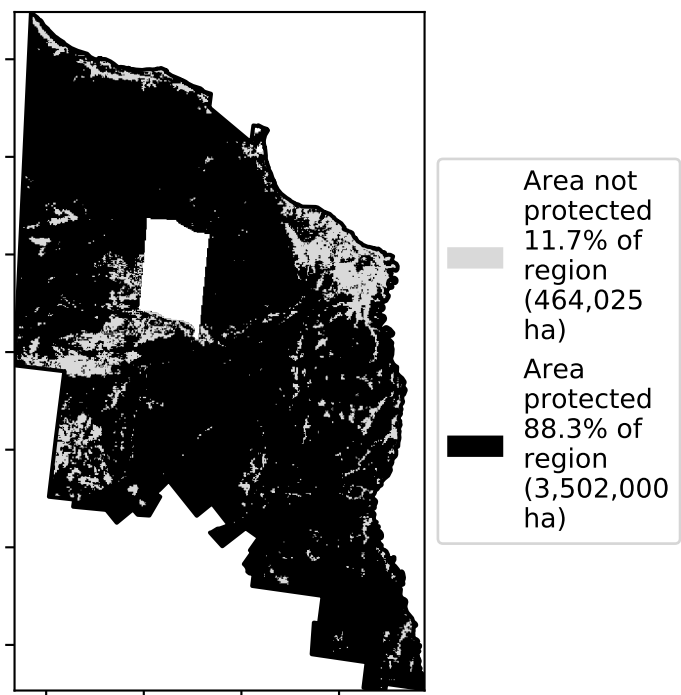 Area not
protected
11.7% of
region
(464,025
ha)
Area
protected
88.3% of
region
(3,502,000
ha)